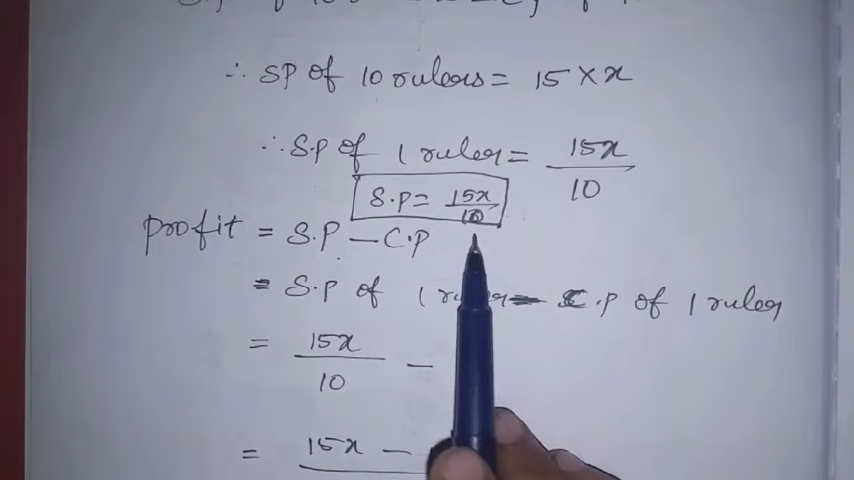 ∴ SP of 10 rulers = 15 × x
∴ S.P of 1 ruler = 15x / 10
S.P = 15x / 10
Profit = S.P – C.P
= S.P of 1 – C.P of 1 ruler
= 15x / 10 –
= 15x –